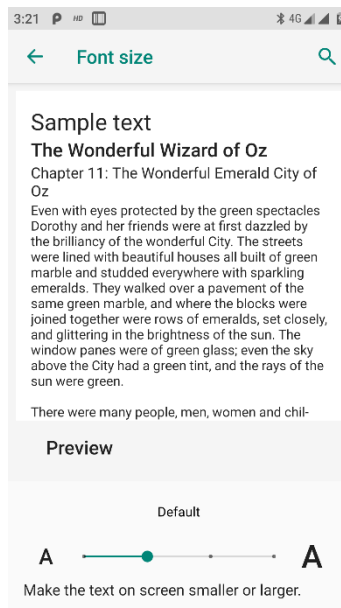 3:21 P HD 4G
Font size
Sample text
The Wonderful Wizard of Oz
Chapter 11: The Wonderful Emerald City of
Oz
Even with eyes protected by the green spectacles
Dorothy and her friends were at first dazzled by
the brilliancy of the wonderful City. The streets
were lined with beautiful houses all built of green
marble and studded everywhere with sparkling
emeralds. They walked over a pavement of the
same green marble, and where the blocks were
joined together were rows of emeralds, set closely,
and glittering in the brightness of the sun. The
window panes were of green glass; even the sky
above the City had a green tint, and the rays of the
sun were green.
There were many people, men, women and chil-
Preview
Default
A A
Make the text on screen smaller or larger.